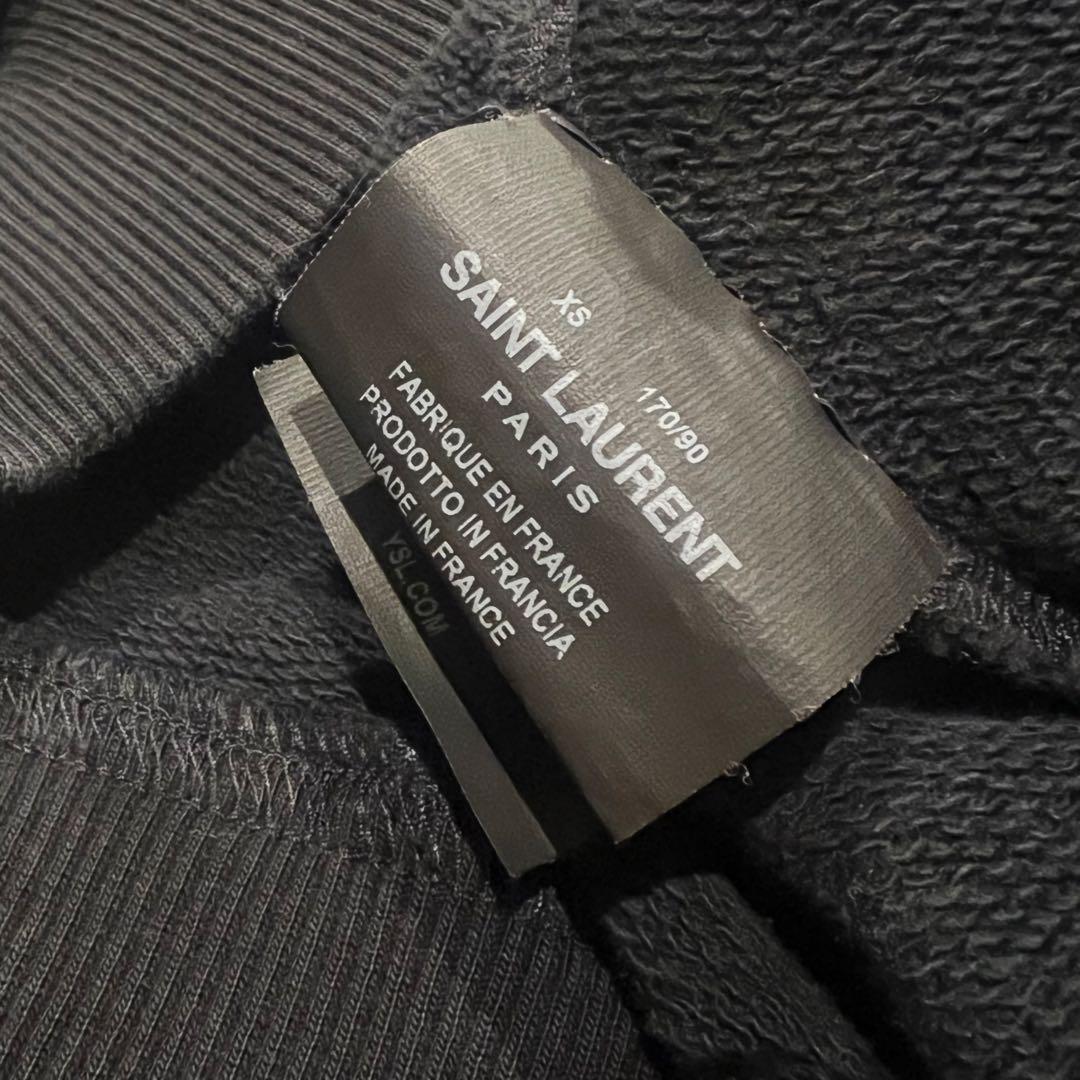 XS 170/90
SAINT LAURENT
PARIS
FABRIQUE EN FRANCE
PRODOTTO IN FRANCIA
MADE IN FRANCE
YSL.COM